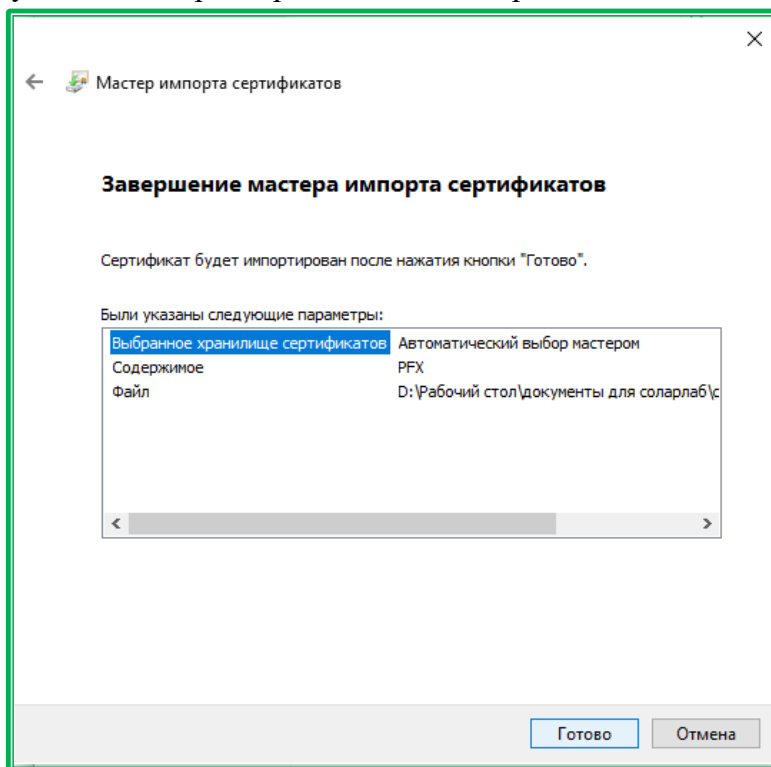 Мастер импорта сертификатов
Завершение мастера импорта сертификатов
Сертификат будет импортирован после нажатия кнопки "Готово".
Были указаны следующие параметры:
Выбранное хранилище сертификатов Автоматический выбор мастером
Содержимое PFX
Файл D:\Рабочий стол\документы для соларлаб\с
Готово Отмена